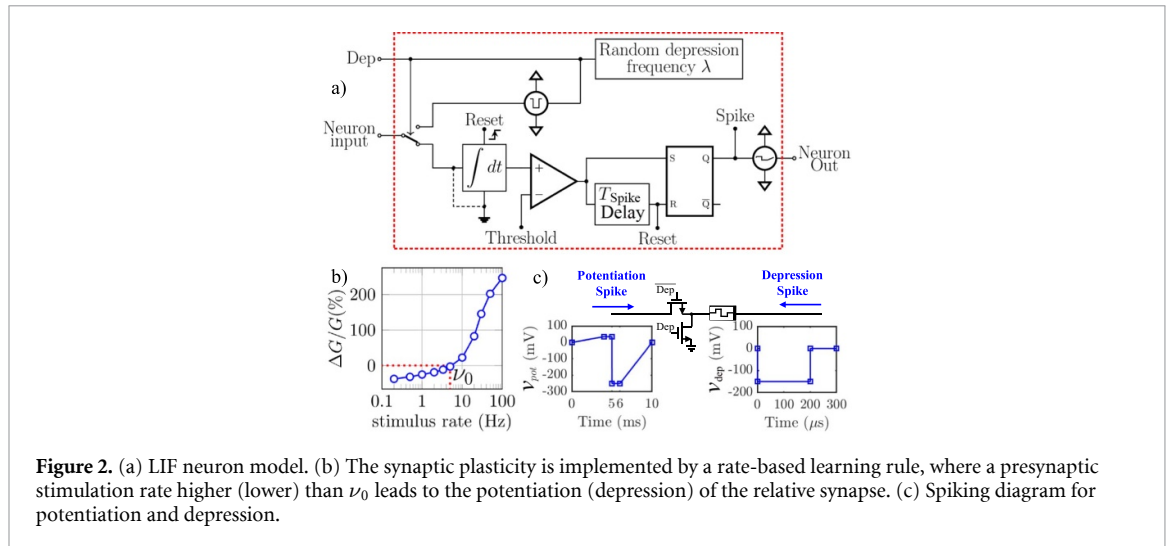 a)
Dep
Random depression
frequency λ
Neuron
input
Reset
∫ dt
+
−
Threshold
T_Spike
Delay
Reset
S Q
R Q̅
Spike
Neuron
Out
b)
ΔG/G(%)
200
100
0
ν₀
0.1 1 10 100
stimulus rate (Hz)
c)
Potentiation
Spike
D̅e̅p̅
Dep
Depression
Spike
v_pot (mV)
100
0
-100
-200
-300
0 5 6 10
Time (ms)
v_dep (mV)
100
0
-100
-200
0 100 200 300
Time (μs)
Figure 2. (a) LIF neuron model. (b) The synaptic plasticity is implemented by a rate-based learning rule, where a presynaptic
stimulation rate higher (lower) than ν₀ leads to the potentiation (depression) of the relative synapse. (c) Spiking diagram for
potentiation and depression.